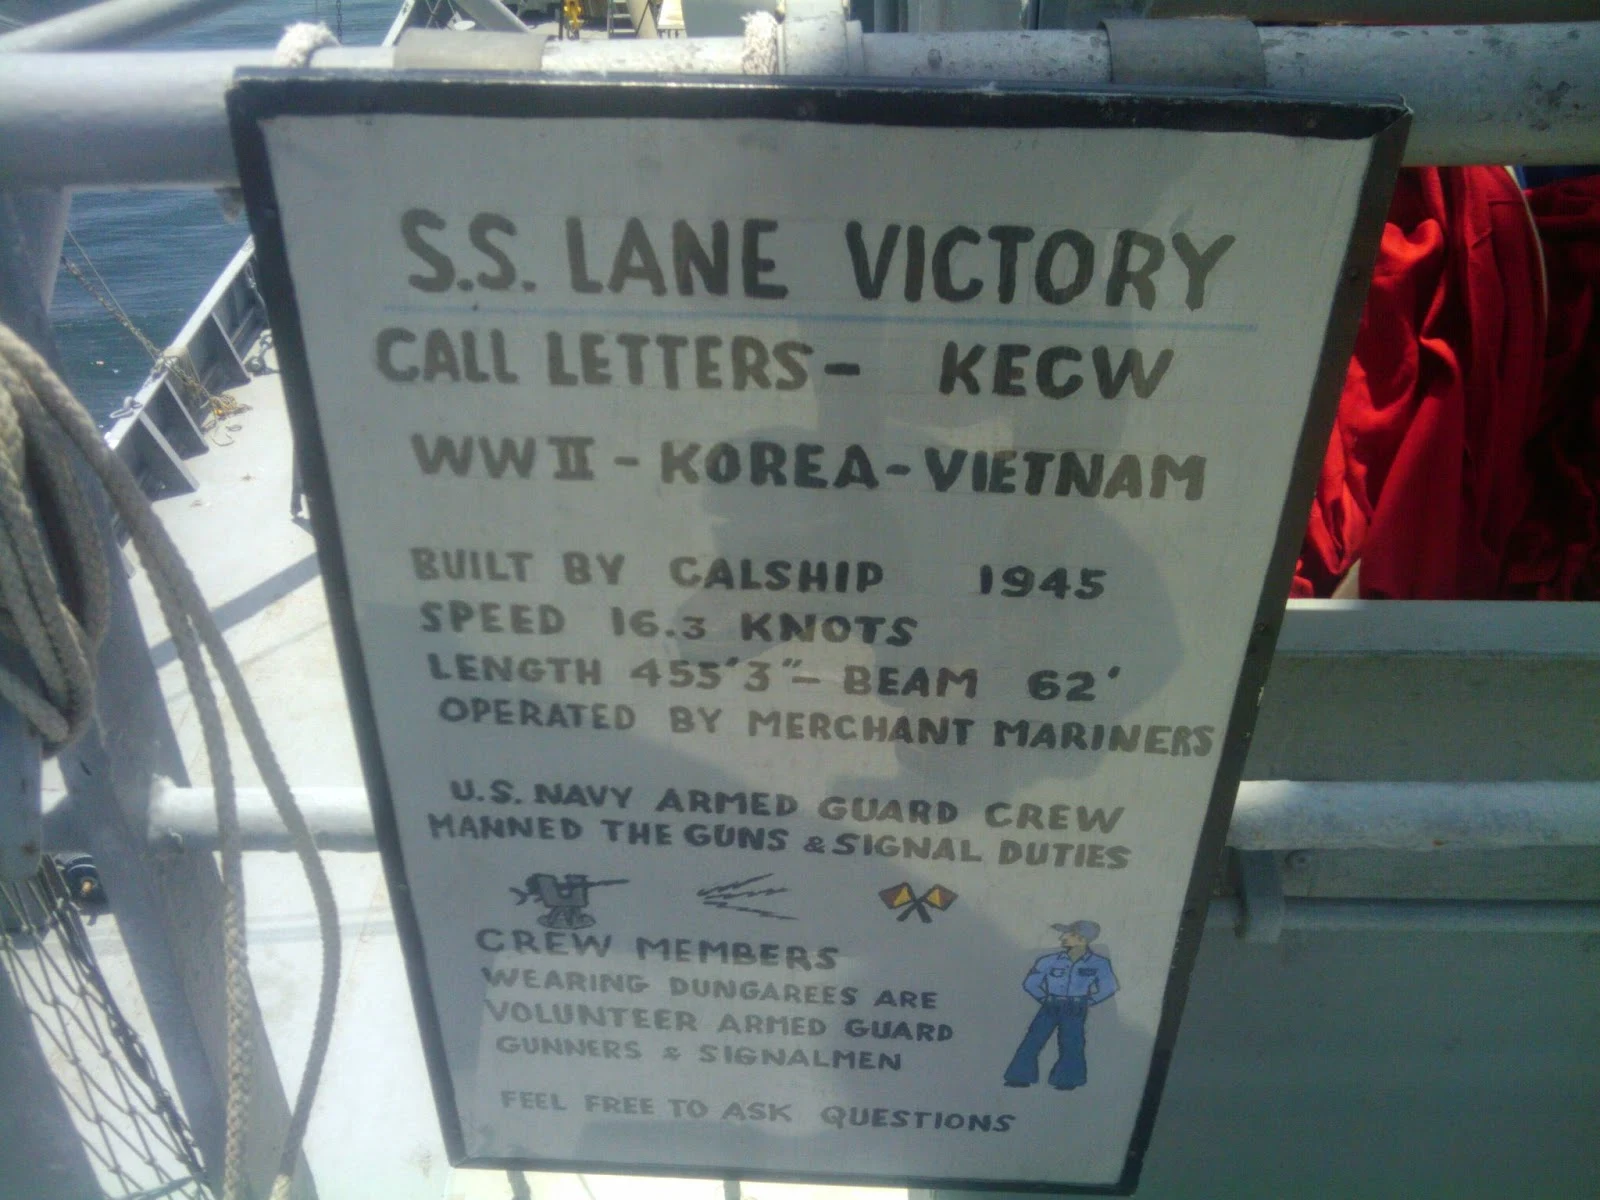 S.S. LANE VICTORY
CALL LETTERS - KECW
WW II - KOREA - VIETNAM
BUILT BY CALSHIP 1945
SPEED 16.3 KNOTS
LENGTH 455'3" - BEAM 62'
OPERATED BY MERCHANT MARINERS
U.S. NAVY ARMED GUARD CREW
MANNED THE GUNS & SIGNAL DUTIES
CREW MEMBERS
WEARING DUNGAREES ARE
VOLUNTEER ARMED GUARD
GUNNERS & SIGNALMEN
FEEL FREE TO ASK QUESTIONS